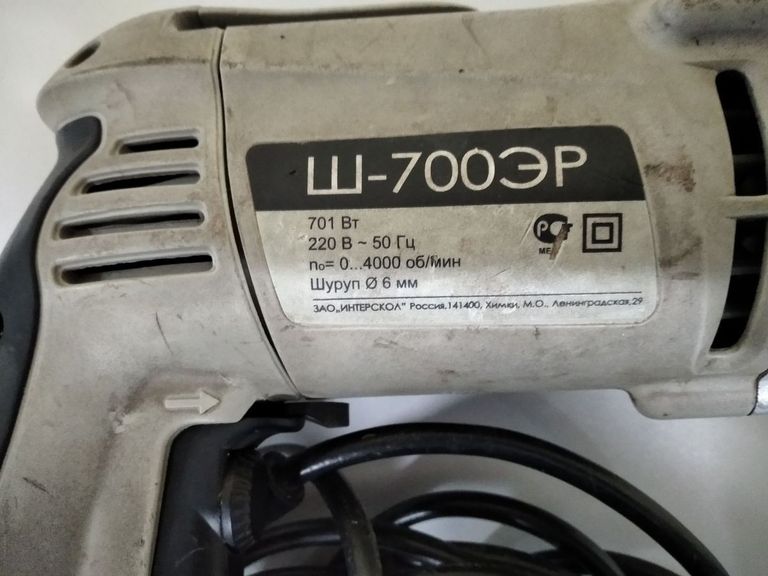 Ш-700ЭР
701 Вт
220 В ~ 50 Гц
n₀= 0...4000 об/мин
Шуруп Ø 6 мм
ЗАО„ИНТЕРСКОЛ" Россия,141400, Химки, М.О., Ленинградская,29